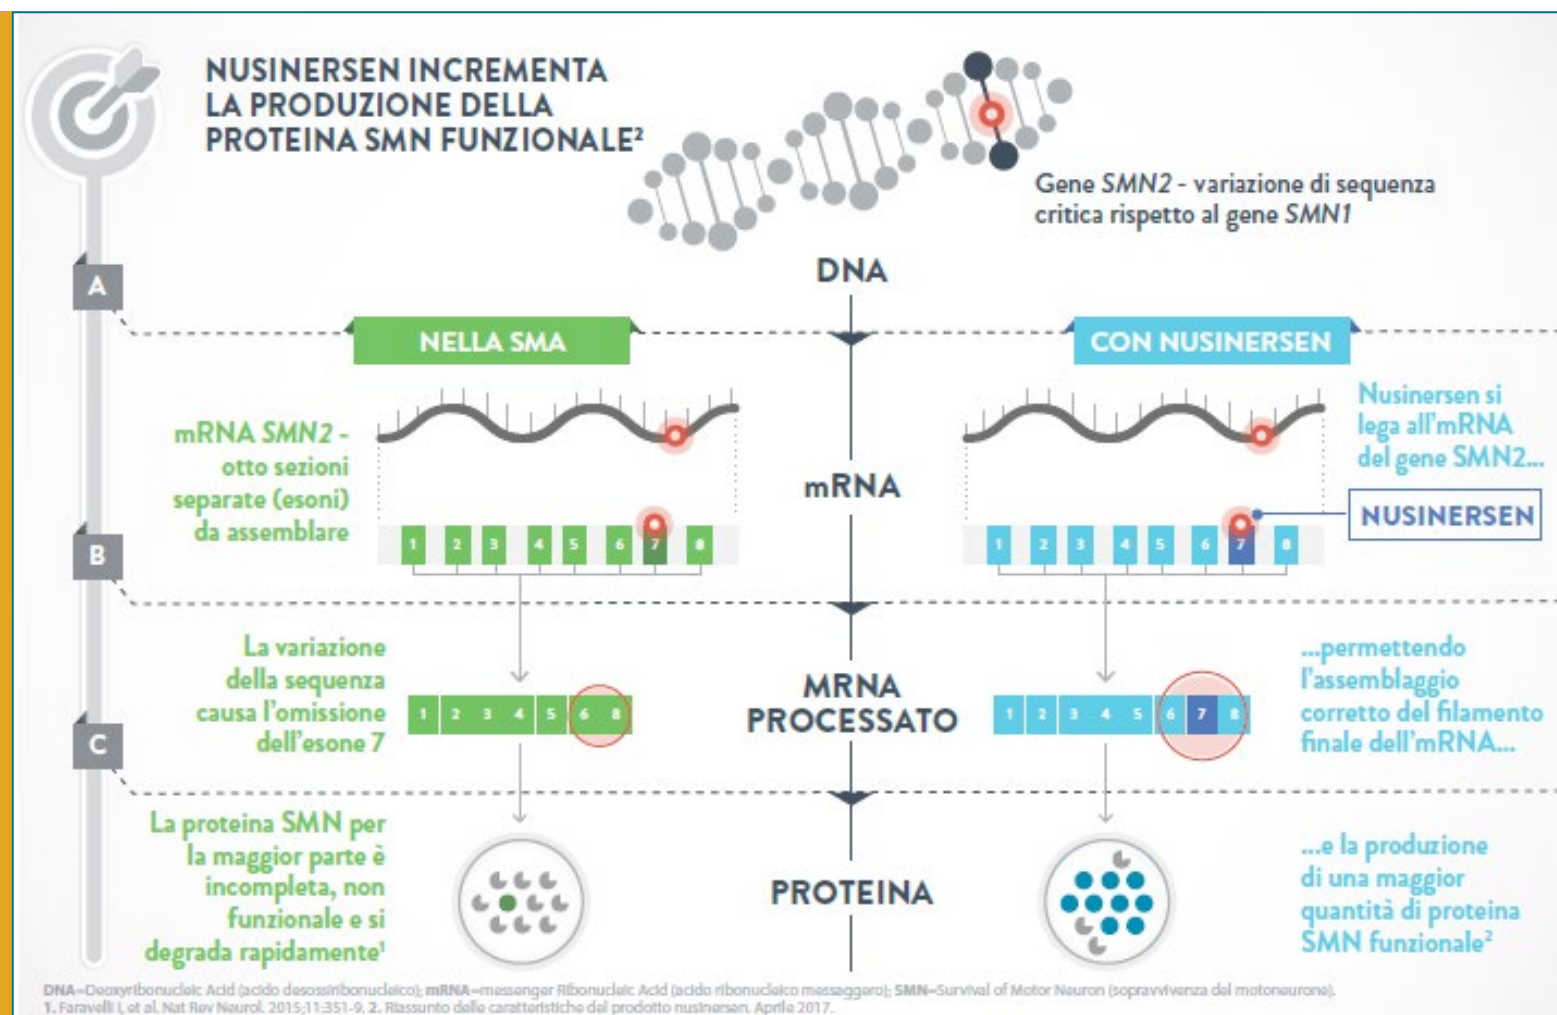 NUSINERSEN INCREMENTA
LA PRODUZIONE DELLA
PROTEINA SMN FUNZIONALE²
Gene SMN2 - variazione di sequenza
critica rispetto al gene SMN1
DNA
A
NELLA SMA
CON NUSINERSEN
mRNA SMN2 -
otto sezioni
separate (esoni)
da assemblare
mRNA
Nusinersen si
lega all'mRNA
del gene SMN2...
NUSINERSEN
1 2 3 4 5 6 7 8
1 2 3 4 5 6 7 8
B
La variazione
della sequenza
causa l'omissione
dell'esone 7
1 2 3 4 5 6 8
MRNA
PROCESSATO
1 2 3 4 5 6 7 8
...permettendo
l'assemblaggio
corretto del filamento
finale dell'mRNA...
C
La proteina SMN per
la maggior parte è
incompleta, non
funzionale e si
degrada rapidamente¹
PROTEINA
...e la produzione
di una maggior
quantità di proteina
SMN funzionale²
DNA=Deoxyribonucleic Acid (acido desossiribonucleico); mRNA=messenger Ribonucleic Acid (acido ribonucleico messaggero); SMN=Survival of Motor Neuron (sopravvivenza del motoneurone).
1. Faravelli I, et al. Nat Rev Neurol. 2015;11:351-9. 2. Riassunto delle caratteristiche del prodotto nusinersen. Aprile 2017.